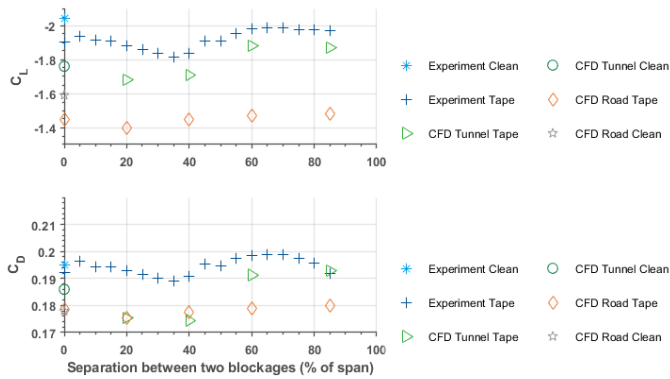 C_L
-2
-1.8
-1.6
-1.4
0 20 40 60 80 100
Experiment Clean
CFD Tunnel Clean
Experiment Tape
CFD Road Tape
CFD Tunnel Tape
CFD Road Clean
C_D
0.21
0.2
0.19
0.18
0.17
0 20 40 60 80 100
Separation between two blockages (% of span)
Experiment Clean
CFD Tunnel Clean
Experiment Tape
CFD Road Tape
CFD Tunnel Tape
CFD Road Clean